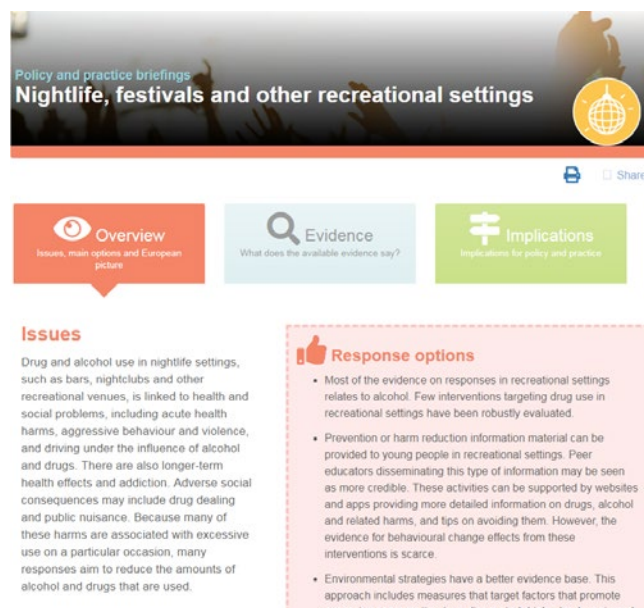 Policy and practice briefings
Nightlife, festivals and other recreational settings
Share
Overview
Issues, main options and European
picture
Evidence
What does the available evidence say?
Implications
Implications for policy and practice
Issues
Drug and alcohol use in nightlife settings,
such as bars, nightclubs and other
recreational venues, is linked to health and
social problems, including acute health
harms, aggressive behaviour and violence,
and driving under the influence of alcohol
and drugs. There are also longer-term
health effects and addiction. Adverse social
consequences may include drug dealing
and public nuisance. Because many of
these harms are associated with excessive
use on a particular occasion, many
responses aim to reduce the amounts of
alcohol and drugs that are used.
Response options
• Most of the evidence on responses in recreational settings
relates to alcohol. Few interventions targeting drug use in
recreational settings have been robustly evaluated.
• Prevention or harm reduction information material can be
provided to young people in recreational settings. Peer
educators disseminating this type of information may be seen
as more credible. These activities can be supported by websites
and apps providing more detailed information on drugs, alcohol
and related harms, and tips on avoiding them. However, the
evidence for behavioural change effects from these
interventions is scarce.
• Environmental strategies have a better evidence base. This
approach includes measures that target factors that promote